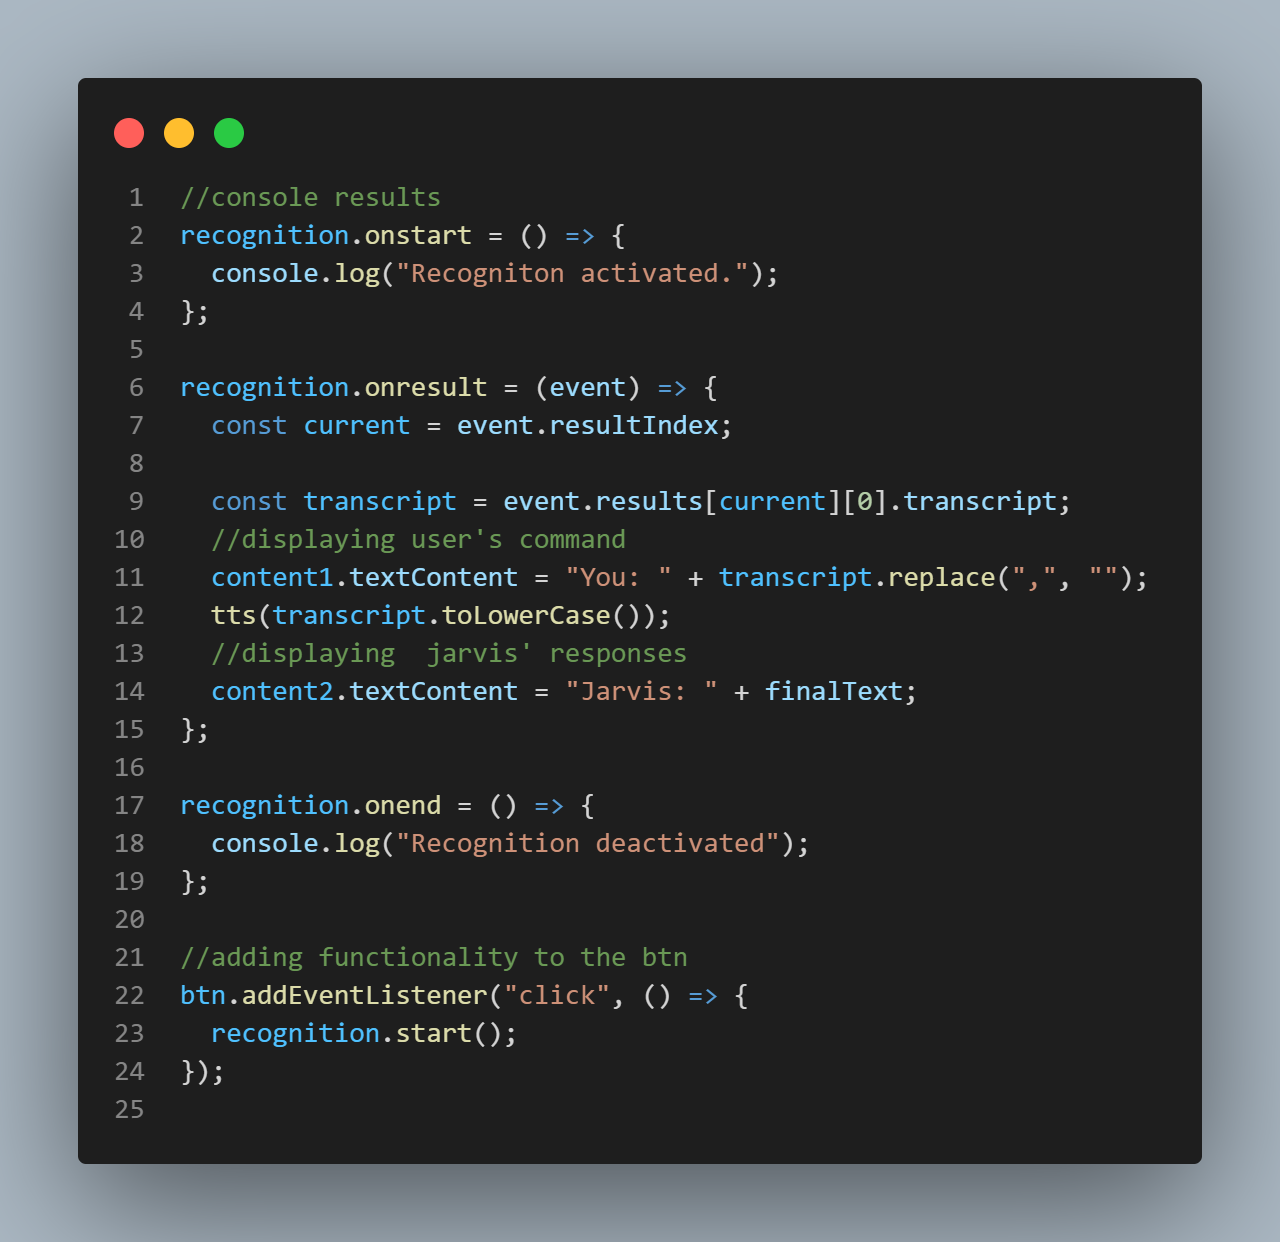 1 //console results
2 recognition.onstart = () => {
3   console.log("Recogniton activated.");
4 };
5
6 recognition.onresult = (event) => {
7   const current = event.resultIndex;
8
9   const transcript = event.results[current][0].transcript;
10   //displaying user's command
11   content1.textContent = "You: " + transcript.replace(",", "");
12   tts(transcript.toLowerCase());
13   //displaying  jarvis' responses
14   content2.textContent = "Jarvis: " + finalText;
15 };
16
17 recognition.onend = () => {
18   console.log("Recognition deactivated");
19 };
20
21 //adding functionality to the btn
22 btn.addEventListener("click", () => {
23   recognition.start();
24 });
25